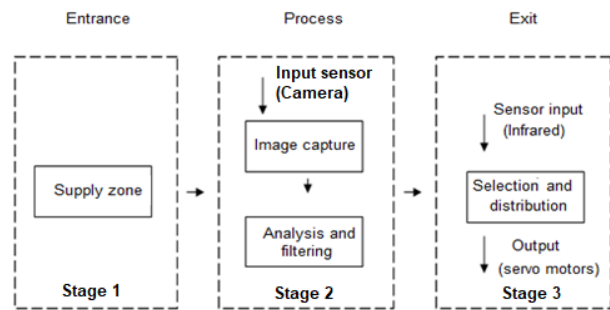 Entrance
Process
Exit
Supply zone
Stage 1
Input sensor
(Camera)
Image capture
Analysis and
filtering
Stage 2
Sensor input
(Infrared)
Selection and
distribution
Output
(servo motors)
Stage 3